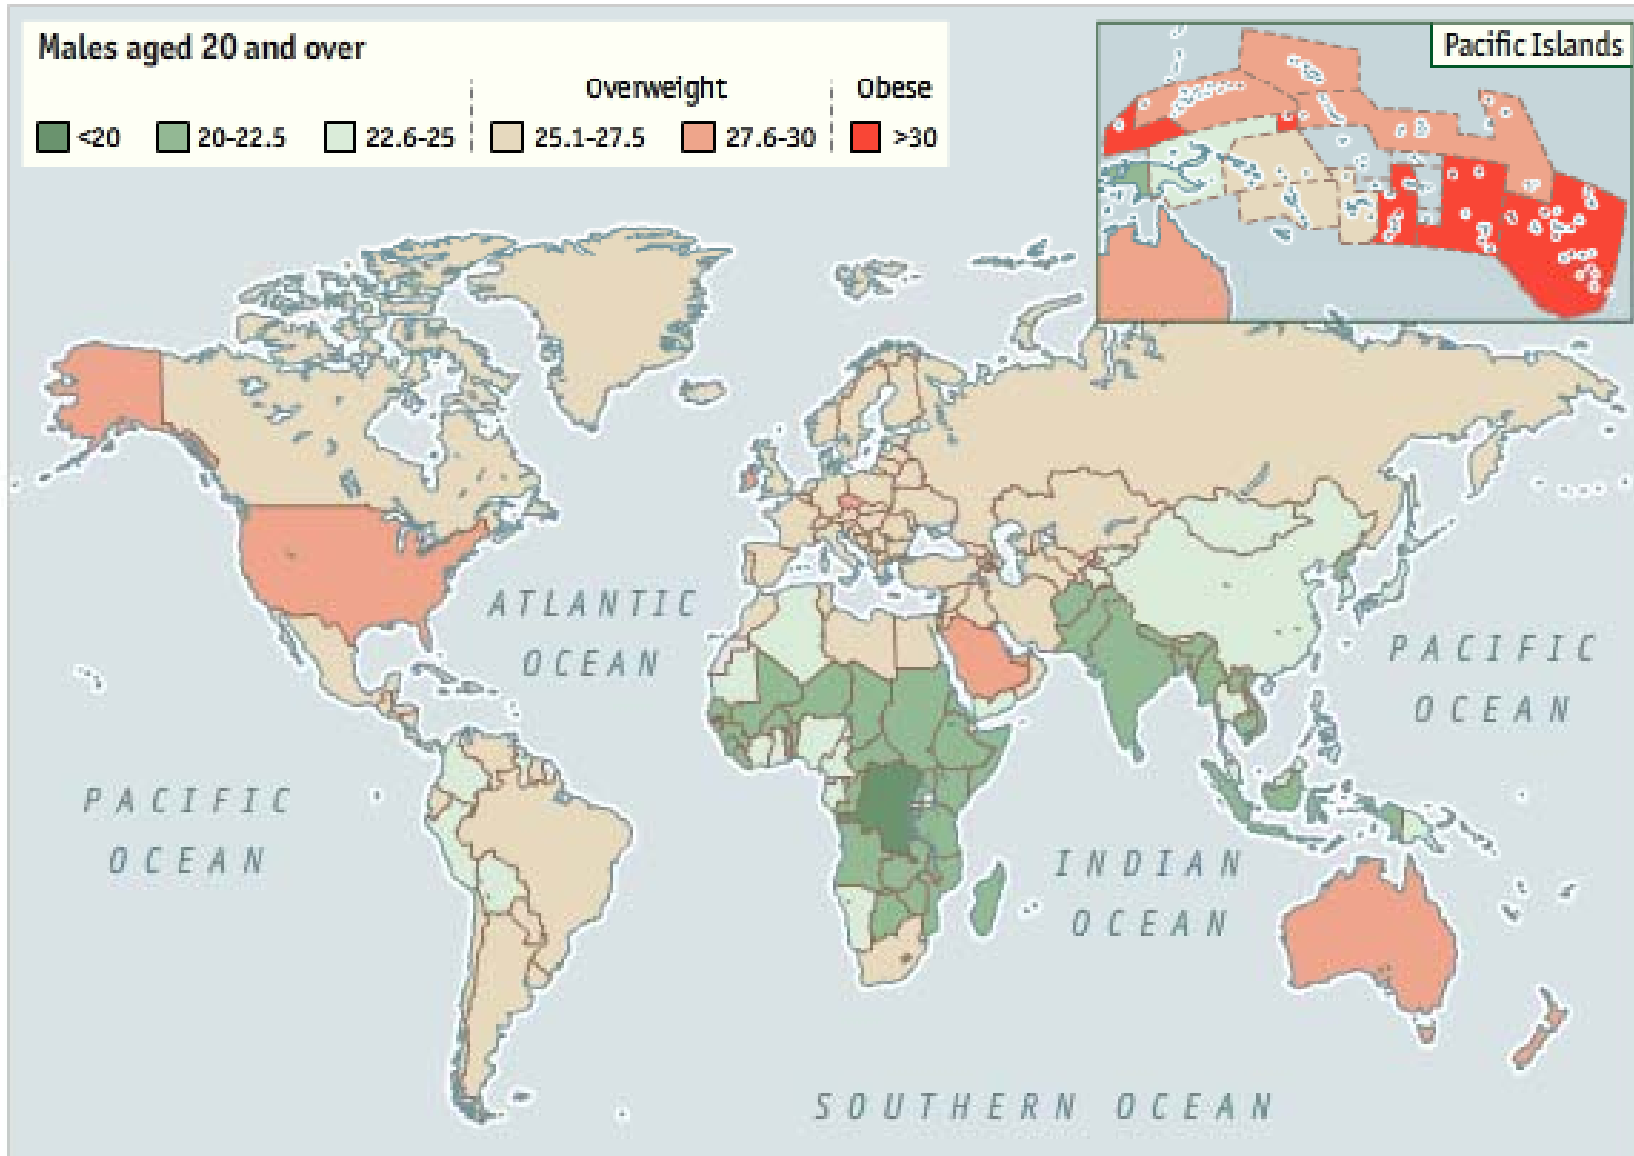 Males aged 20 and over
Overweight
Obese
<20
20-22.5
22.6-25
25.1-27.5
27.6-30
>30
Pacific Islands
ATLANTIC
OCEAN
PACIFIC
OCEAN
PACIFIC
OCEAN
INDIAN
OCEAN
SOUTHERN OCEAN